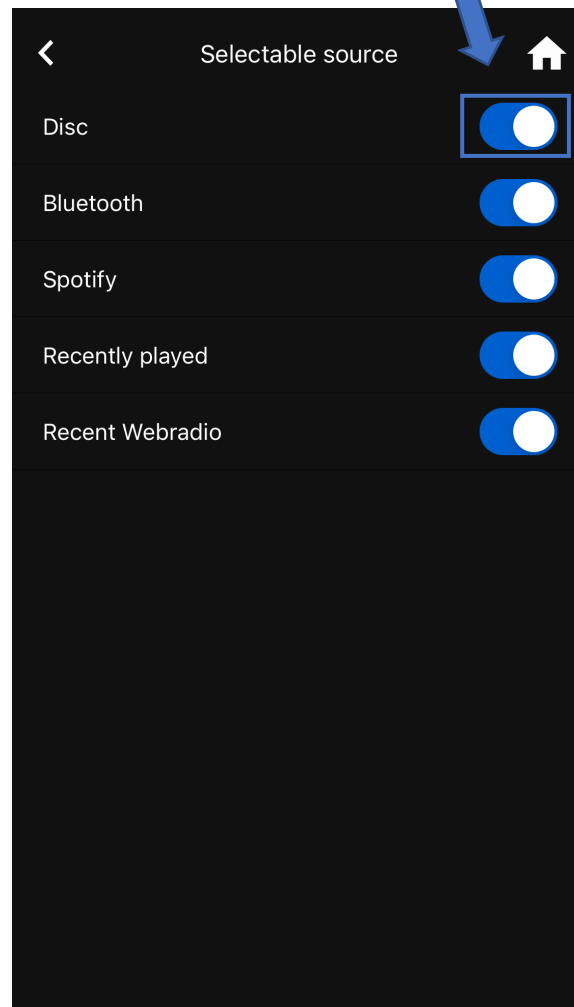 Selectable source
Disc
Bluetooth
Spotify
Recently played
Recent Webradio